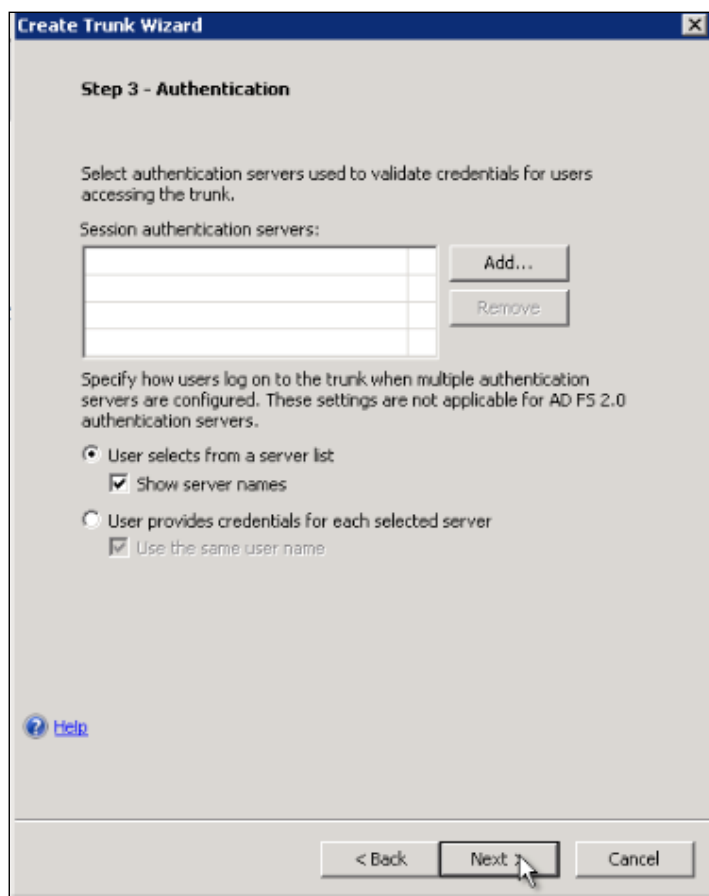 Create Trunk Wizard
Step 3 - Authentication
Select authentication servers used to validate credentials for users
accessing the trunk.
Session authentication servers:
Add...
Remove
Specify how users log on to the trunk when multiple authentication
servers are configured. These settings are not applicable for AD FS 2.0
authentication servers.
User selects from a server list
Show server names
User provides credentials for each selected server
Use the same user name
Help
< Back
Next >
Cancel